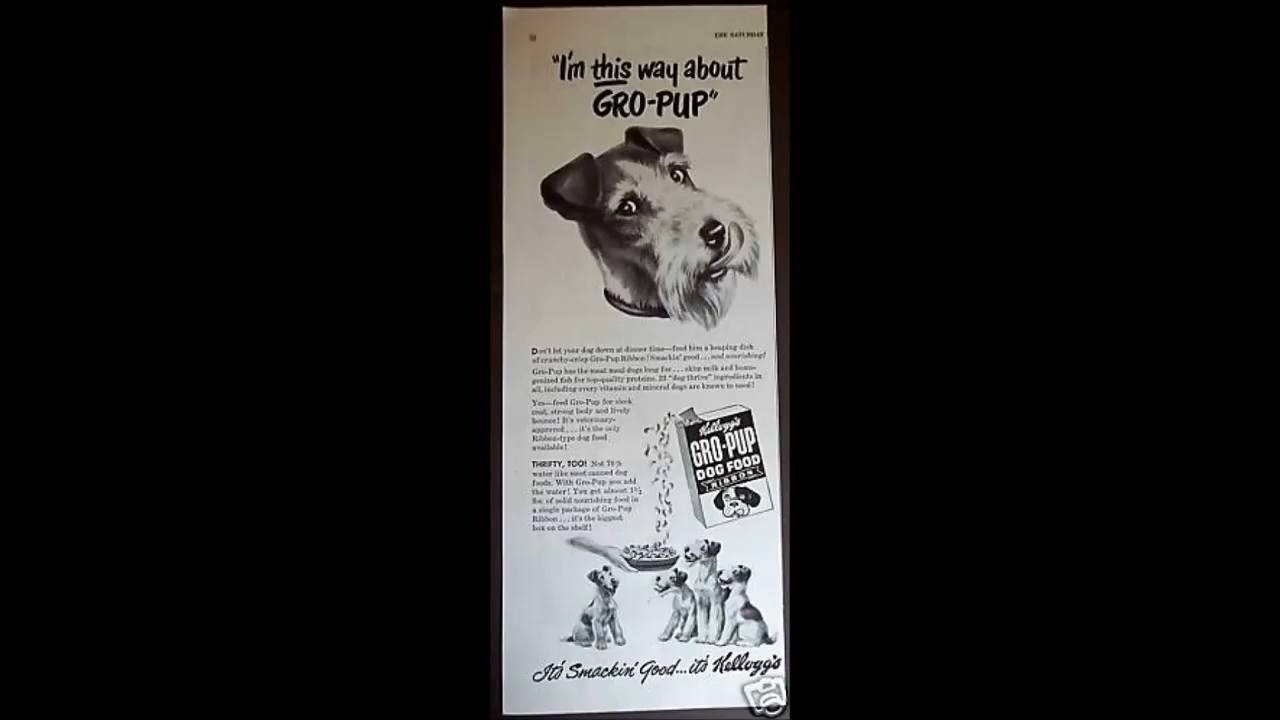 THE SATURDAY
"I'm this way about
GRO-PUP"
Don't let your dog down at dinner time—feed him a heaping dish
of crunchy-crisp Gro-Pup Ribbon! Smackin' good...and nourishing!
Gro-Pup has the meat meal dogs long for...skim milk and homo-
genized fish for top-quality proteins. 23 "dog thrive" ingredients in
all, including every vitamin and mineral dogs are known to need!
Yes—feed Gro-Pup for sleek
coat, strong body and lively
bounce! It's veterinary-
approved...it's the only
Ribbon-type dog food
available!
THRIFTY, TOO! Not 70%
water like most canned dog
foods. With Gro-Pup you add
the water! You get almost 1½
lbs. of solid nourishing food in
a single package of Gro-Pup
Ribbon...it's the biggest
box on the shelf!
Kellogg's
GRO-PUP
DOG FOOD
RIBBON
It's Smackin' Good...it's Kellogg's